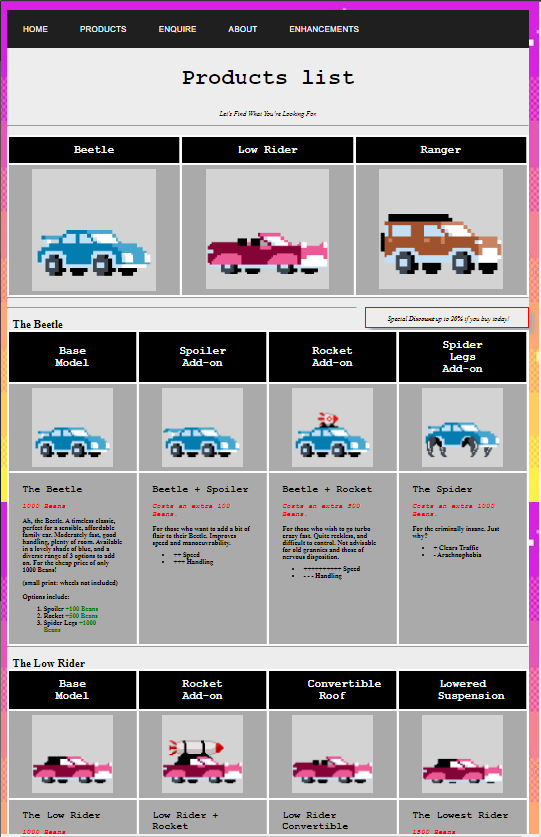 HOME PRODUCTS ENQUIRE ABOUT ENHANCEMENTS
Products list
Let's Find What You're Looking For
Beetle Low Rider Ranger
Special Discount up to 20% if you buy today!
The Beetle
Base
Model
Spoiler
Add-on
Rocket
Add-on
Spider
Legs
Add-on
The Beetle
1000 Beans
Ah, the Beetle. A timeless classic,
perfect for a sensible, affordable
family car. Moderately fast, good
handling, plenty of room. Available
in a lovely shade of blue, and a
diverse range of 3 options to add
on. For the cheap price of only
1000 Beans!
(small print: wheels not included)
Options include:
1. Spoiler +100 Beans
2. Rocket +500 Beans
3. Spider Legs +1000
Beans
Beetle + Spoiler
Costs an extra 100
Beans.
For those who want to add a bit of
flair to their Beetle. Improves
speed and manoeuvrability.
++ Speed
+++ Handling
Beetle + Rocket
Costs an extra 500
Beans.
For those who wish to go turbo
crazy fast. Quite reckless, and
difficult to control. Not advisable
for old grannies and those of
nervous disposition.
++++++++++ Speed
- - - Handling
The Spider
Costs an extra 1000
Beans.
For the criminally insane. Just
why?
+ Clears Traffic
- Arachnophobia
The Low Rider
Base
Model
Rocket
Add-on
Convertible
Roof
Lowered
Suspension
The Low Rider
1000 Beans
Low Rider +
Rocket
Low Rider
Convertible
The Lowest Rider
1500 Beans